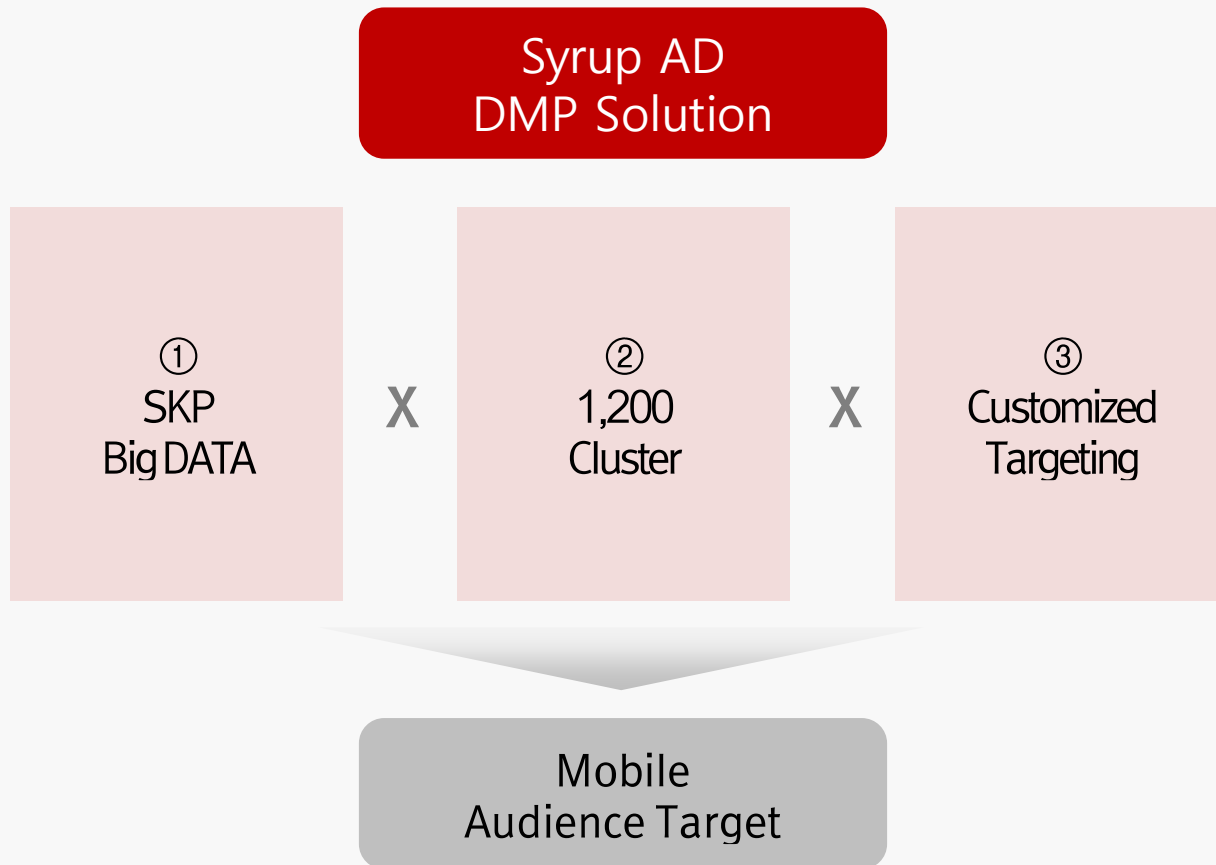 Syrup AD
DMP Solution
①
SKP
Big DATA
X
②
1,200
Cluster
X
③
Customized
Targeting
Mobile
Audience Target